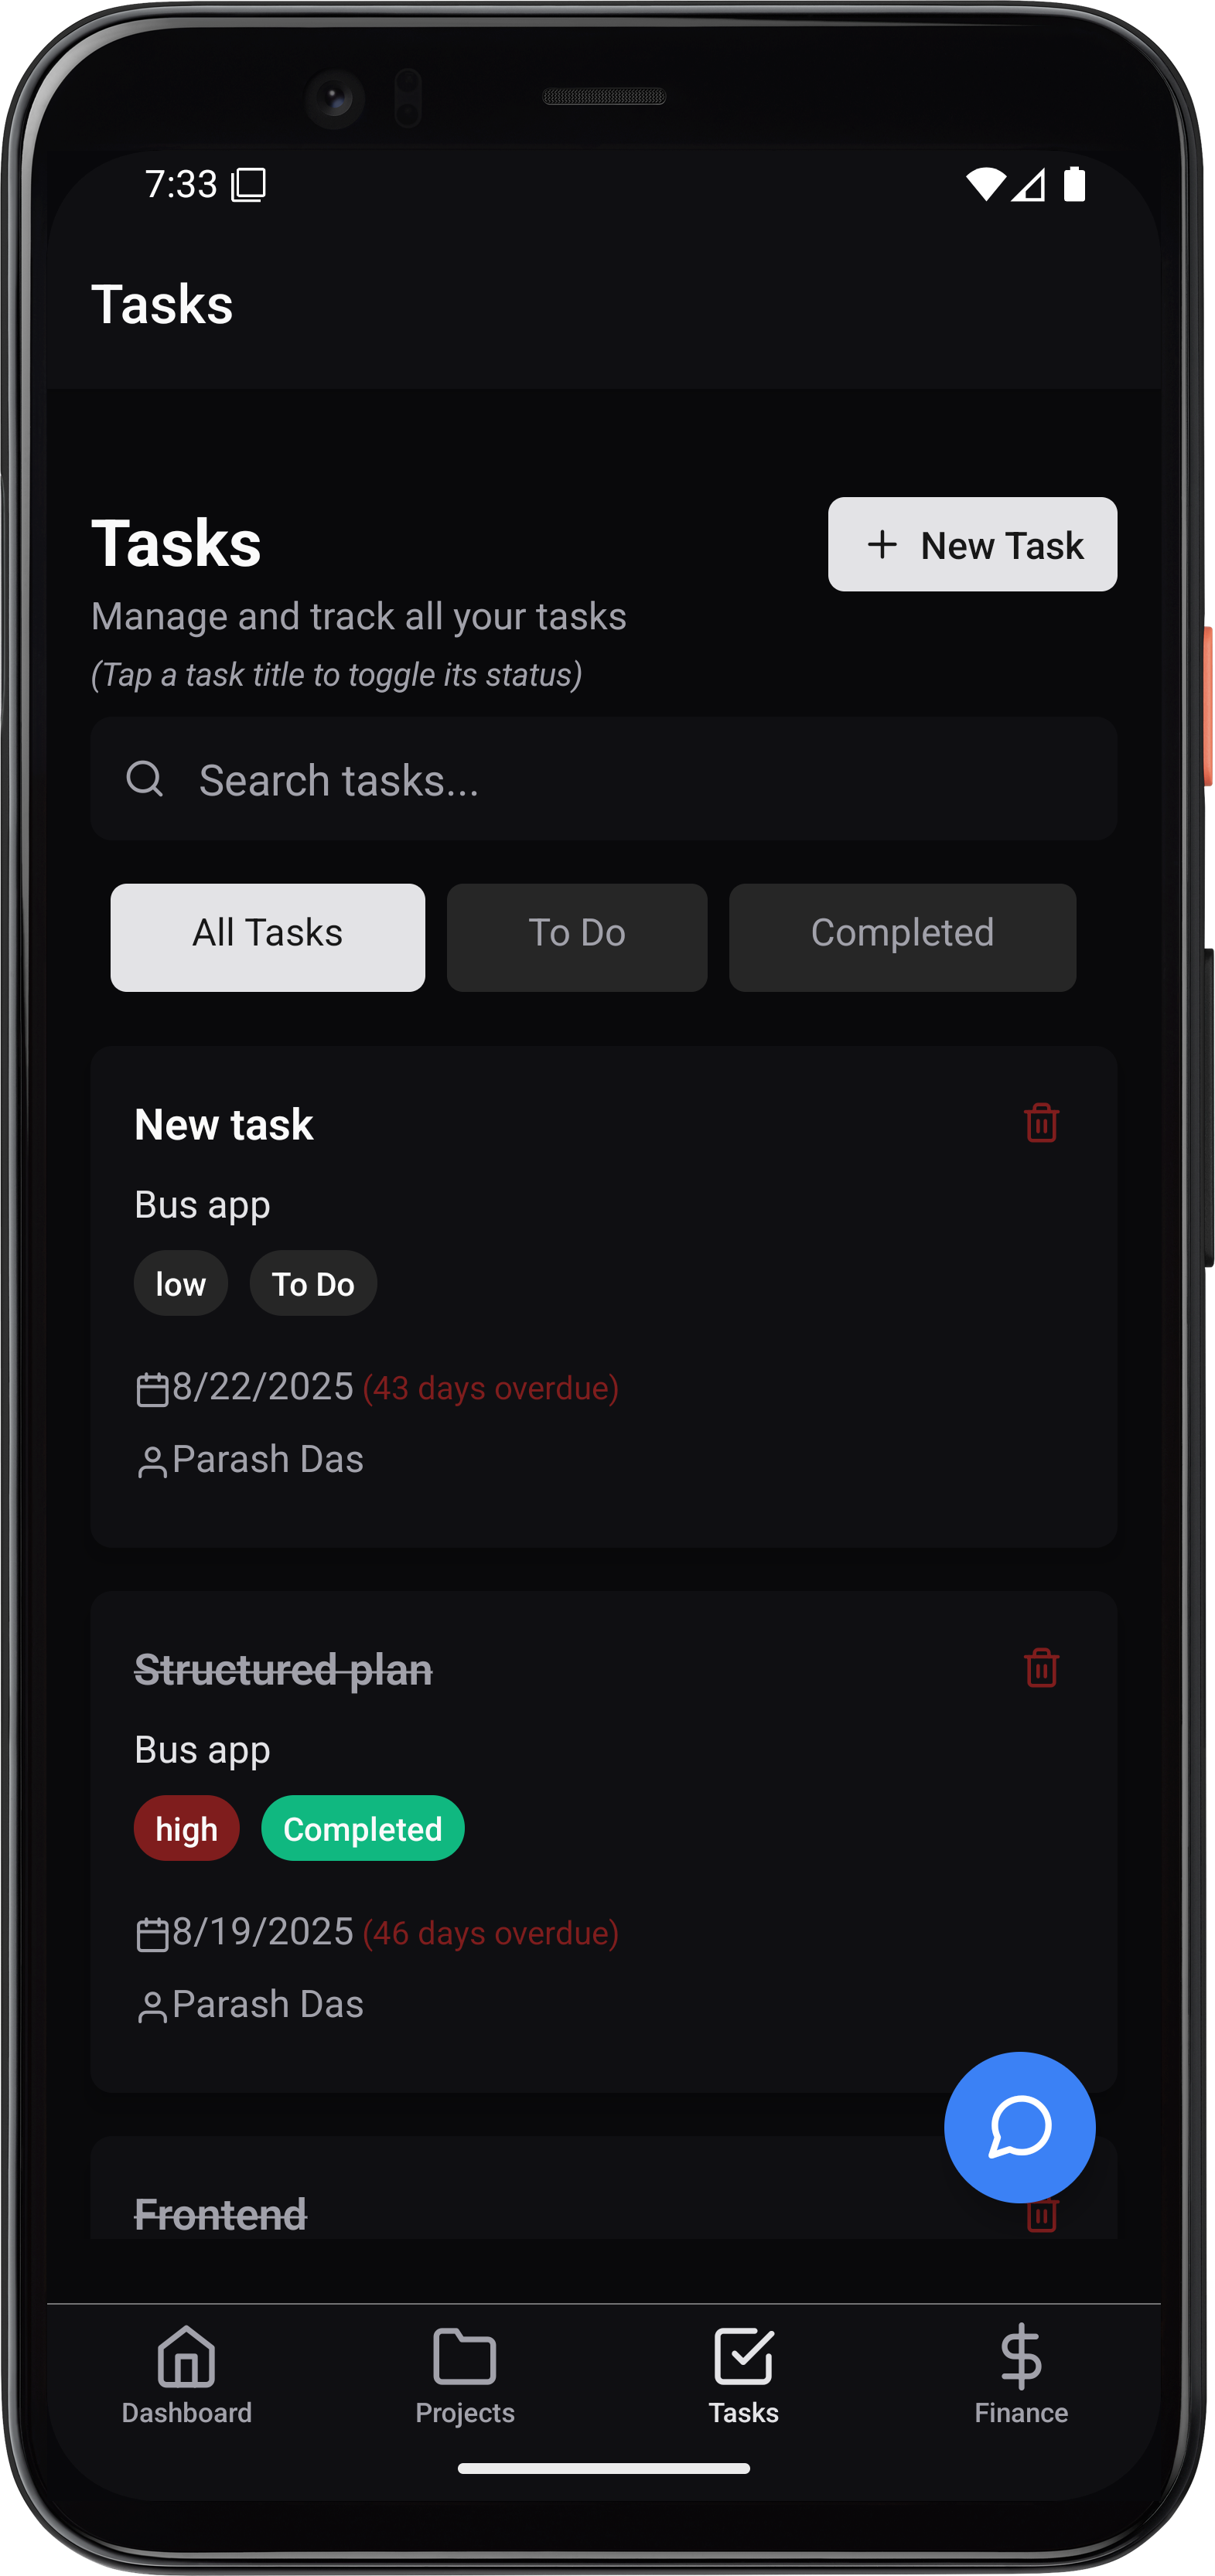 7:33
Tasks
Tasks
+ New Task
Manage and track all your tasks
(Tap a task title to toggle its status)
Search tasks...
All Tasks
To Do
Completed
New task
Bus app
low
To Do
8/22/2025 (43 days overdue)
Parash Das
Structured plan
Bus app
high
Completed
8/19/2025 (46 days overdue)
Parash Das
Frontend
Dashboard
Projects
Tasks
Finance